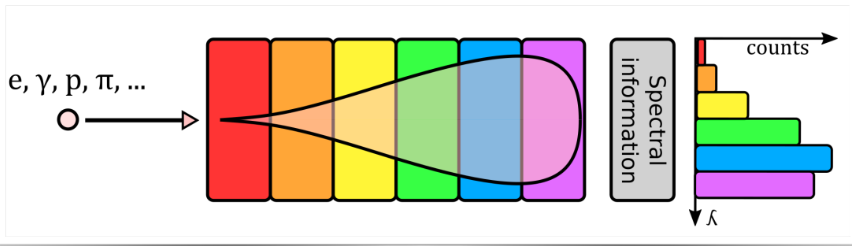 e, γ, p, π, ...
Spectral
information
counts
λ